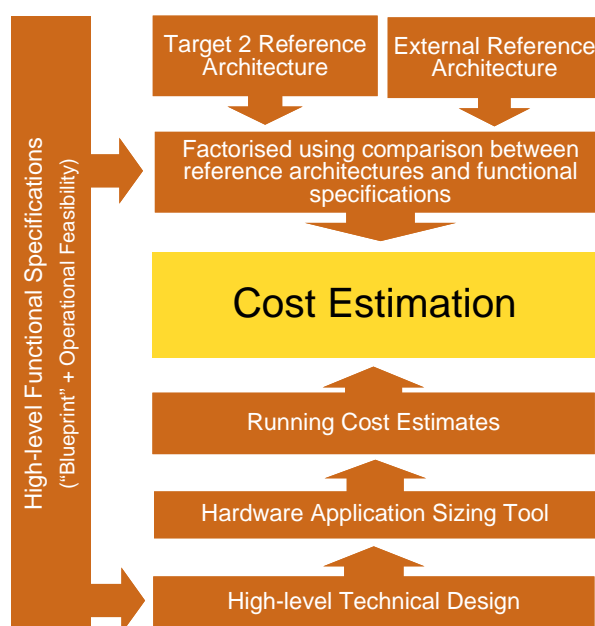 High-level Functional Specifications
(“Blueprint” + Operational Feasibility)
Target 2 Reference
Architecture
External Reference
Architecture
Factorised using comparison between
reference architectures and functional
specifications
Cost Estimation
Running Cost Estimates
Hardware Application Sizing Tool
High-level Technical Design